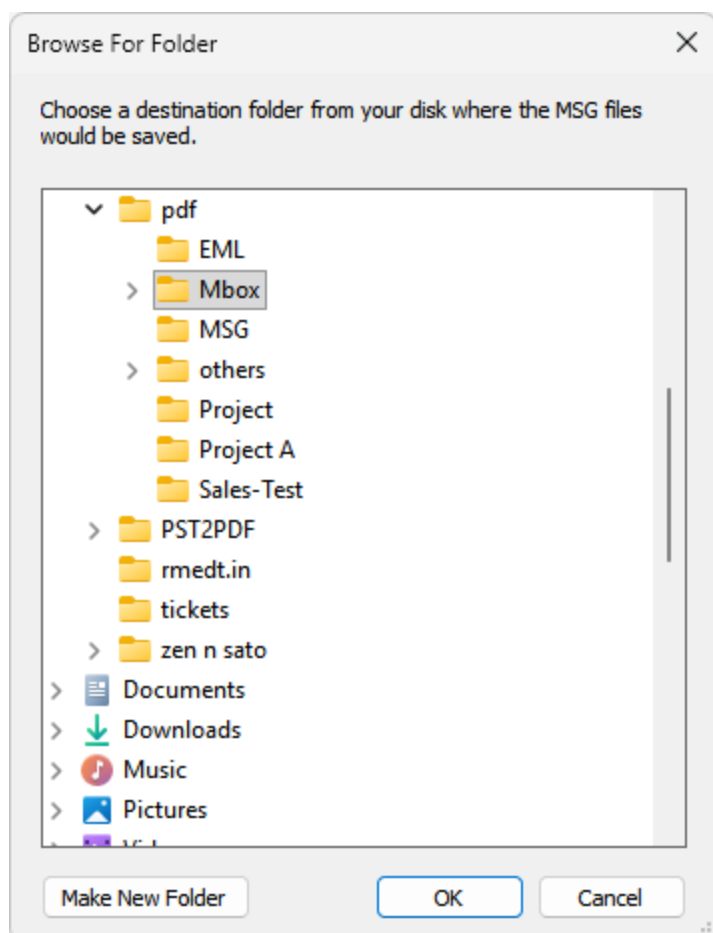 Browse For Folder
Choose a destination folder from your disk where the MSG files
would be saved.
pdf
EML
Mbox
MSG
others
Project
Project A
Sales-Test
PST2PDF
rmedt.in
tickets
zen n sato
Documents
Downloads
Music
Pictures
Make New Folder
OK
Cancel